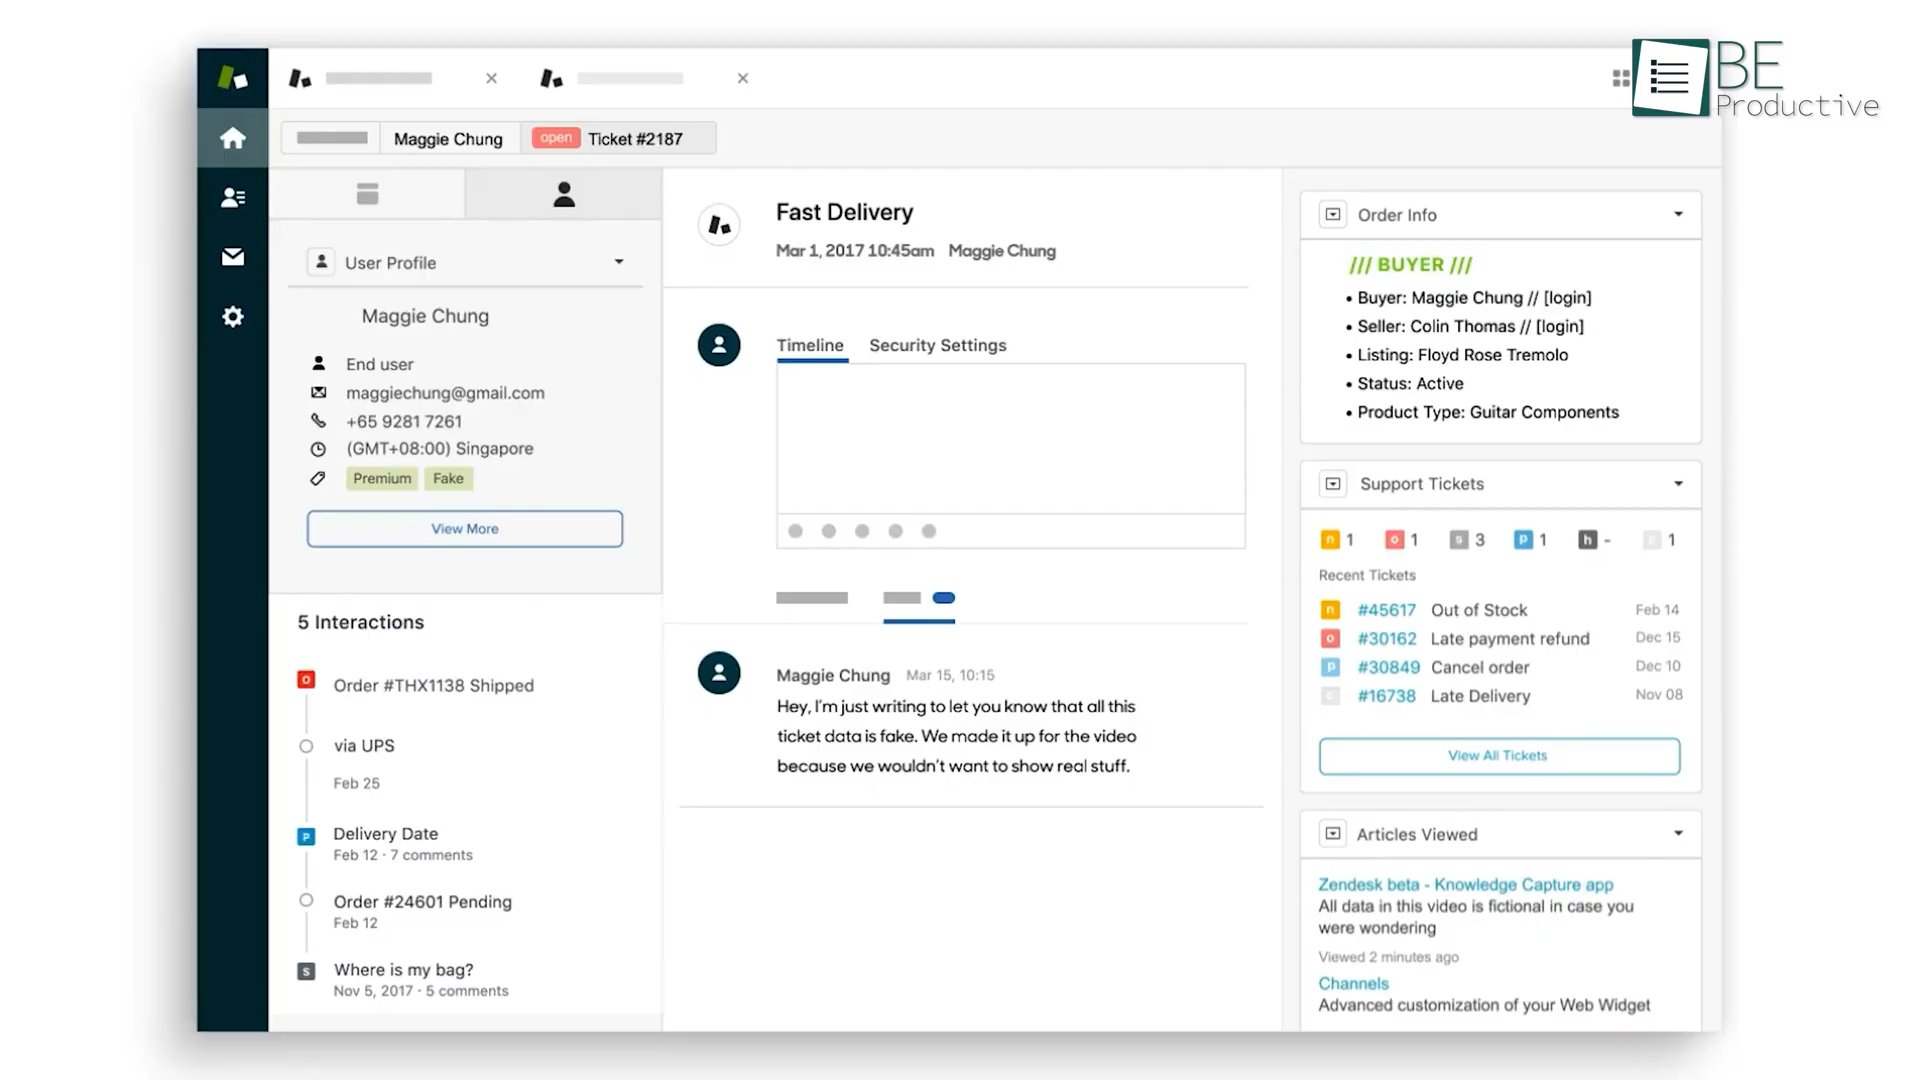 BE
Productive
Maggie Chung
open Ticket #2187
User Profile
Maggie Chung
End user
maggiechung@gmail.com
+65 9281 7261
(GMT+08:00) Singapore
Premium Fake
View More
5 Interactions
O Order #THX1138 Shipped
via UPS
Feb 25
P Delivery Date
Feb 12 · 7 comments
Order #24601 Pending
Feb 12
S Where is my bag?
Nov 5, 2017 · 5 comments
Fast Delivery
Mar 1, 2017 10:45am Maggie Chung
Timeline Security Settings
Maggie Chung Mar 15, 10:15
Hey, I'm just writing to let you know that all this
ticket data is fake. We made it up for the video
because we wouldn't want to show real stuff.
Order Info
/// BUYER ///
• Buyer: Maggie Chung // [login]
• Seller: Colin Thomas // [login]
• Listing: Floyd Rose Tremolo
• Status: Active
• Product Type: Guitar Components
Support Tickets
n 1 o 1 s 3 p 1 h - c 1
Recent Tickets
n #45617 Out of Stock Feb 14
o #30162 Late payment refund Dec 15
p #30849 Cancel order Dec 10
c #16738 Late Delivery Nov 08
View All Tickets
Articles Viewed
Zendesk beta - Knowledge Capture app
All data in this video is fictional in case you
were wondering
Viewed 2 minutes ago
Channels
Advanced customization of your Web Widget